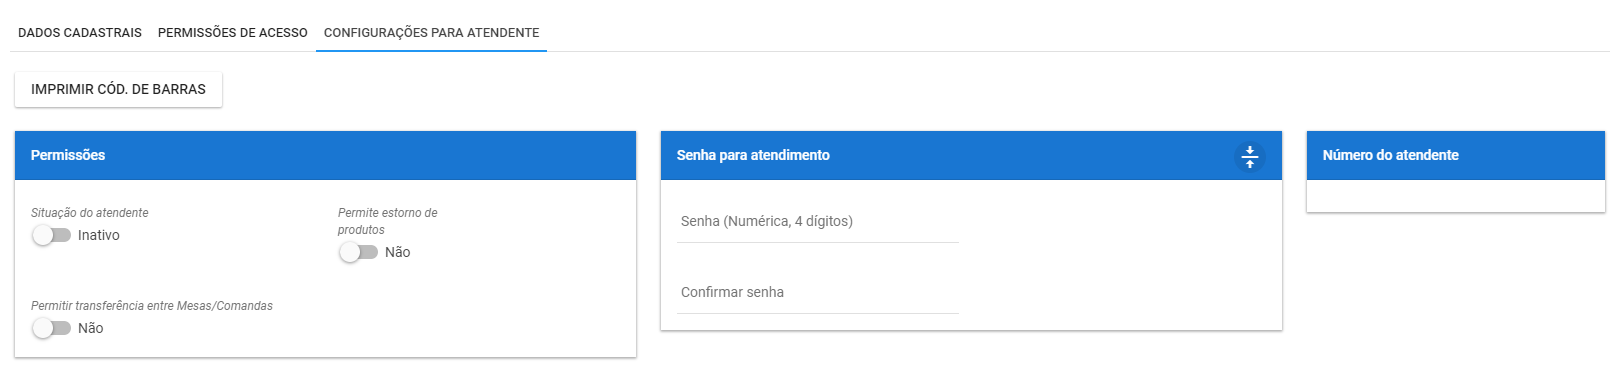 DADOS CADASTRAIS PERMISSÕES DE ACESSO CONFIGURAÇÕES PARA ATENDENTE
IMPRIMIR CÓD. DE BARRAS
Permissões
Situação do atendente
Inativo
Permite estorno de
produtos
Não
Permitir transferência entre Mesas/Comandas
Não
Senha para atendimento
Senha (Numérica, 4 dígitos)
Confirmar senha
Número do atendente